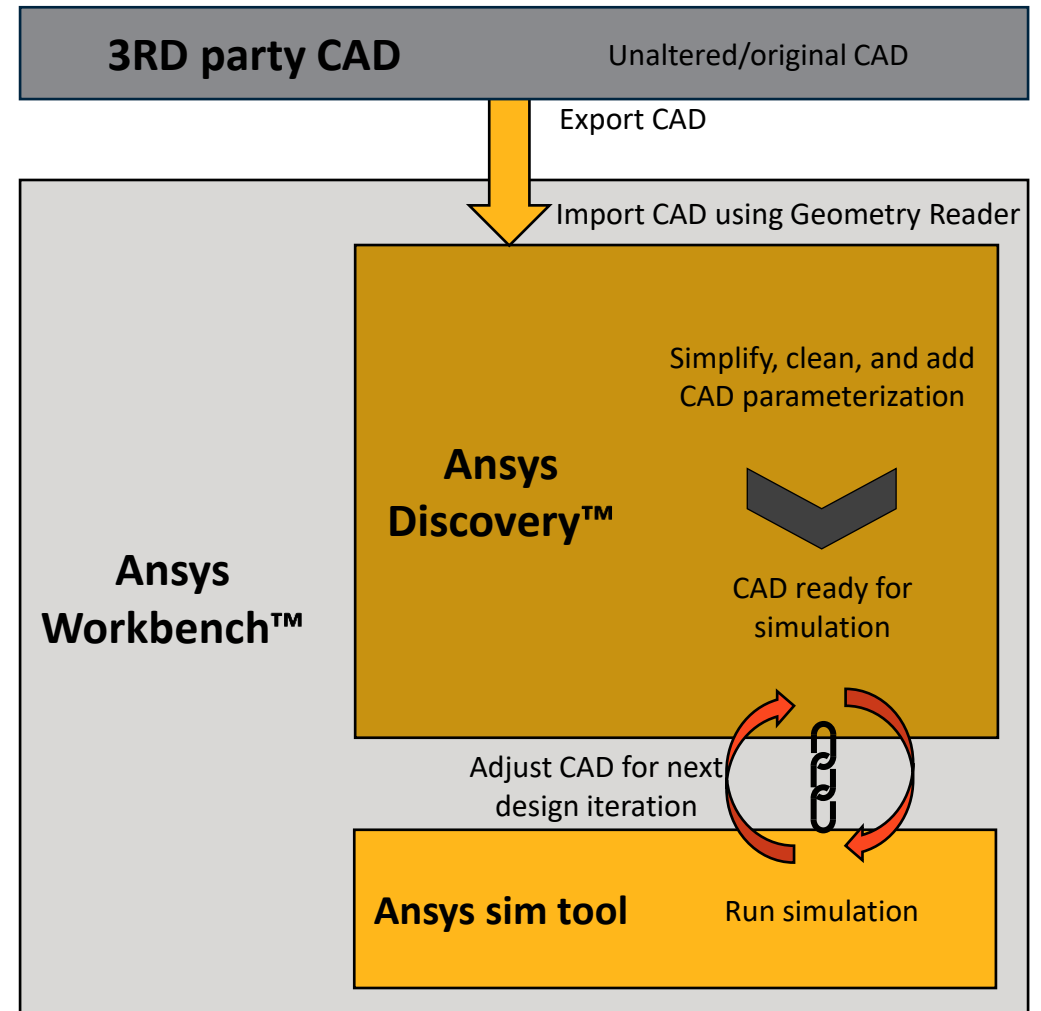 3RD party CAD
Unaltered/original CAD
Export CAD
Import CAD using Geometry Reader
Simplify, clean, and add
CAD parameterization
Ansys
Discovery™
CAD ready for
simulation
Ansys
Workbench™
Adjust CAD for next
design iteration
Ansys sim tool
Run simulation